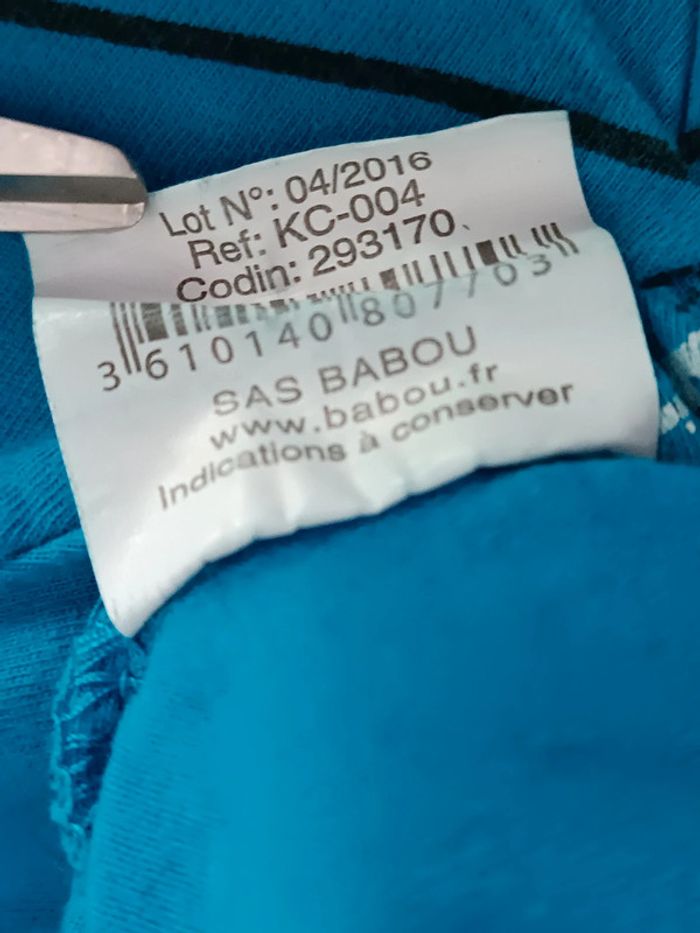 Lot N°: 04/2016
Ref: KC-004
Codin: 293170
3 610140 807703
SAS BABOU
www.babou.fr
Indications à conserver